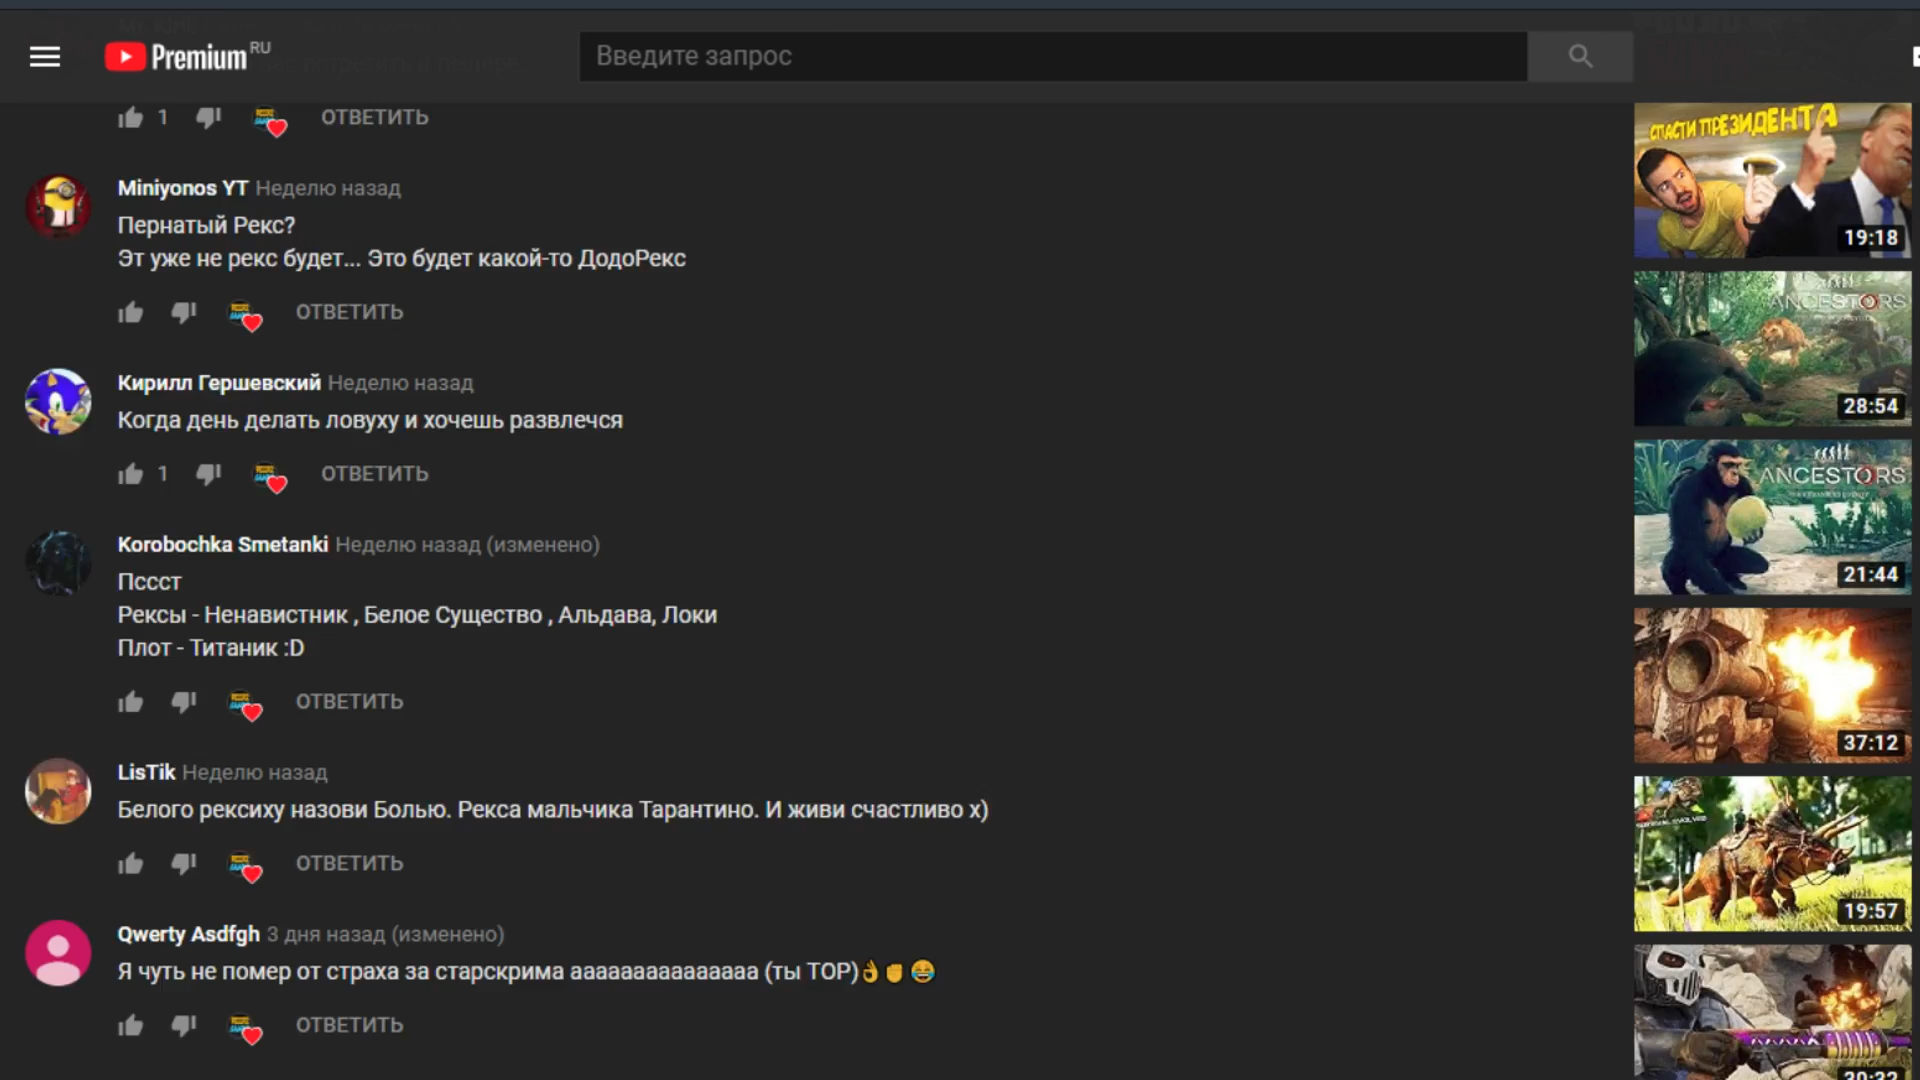 Premium RU
Введите запрос
1 ОТВЕТИТЬ
Miniyonos YT Неделю назад
Пернатый Рекс?
Эт уже не рекс будет... Это будет какой-то ДодоРекс
ОТВЕТИТЬ
Кирилл Гершевский Неделю назад
Когда день делать ловуху и хочешь развлечся
1 ОТВЕТИТЬ
Korobochka Smetanki Неделю назад (изменено)
Пссст
Рексы - Ненавистник , Белое Существо , Альдава, Локи
Плот - Титаник :D
ОТВЕТИТЬ
LisTik Неделю назад
Белого рексиху назови Болью. Рекса мальчика Тарантино. И живи счастливо х)
ОТВЕТИТЬ
Qwerty Asdfgh 3 дня назад (изменено)
Я чуть не помер от страха за старскрима ааааааааааааааа (ты ТОР)👌✊😂
ОТВЕТИТЬ
СПАСТИ ПРЕЗИДЕНТА
19:18
ANCESTORS
28:54
ANCESTORS
21:44
37:12
19:57